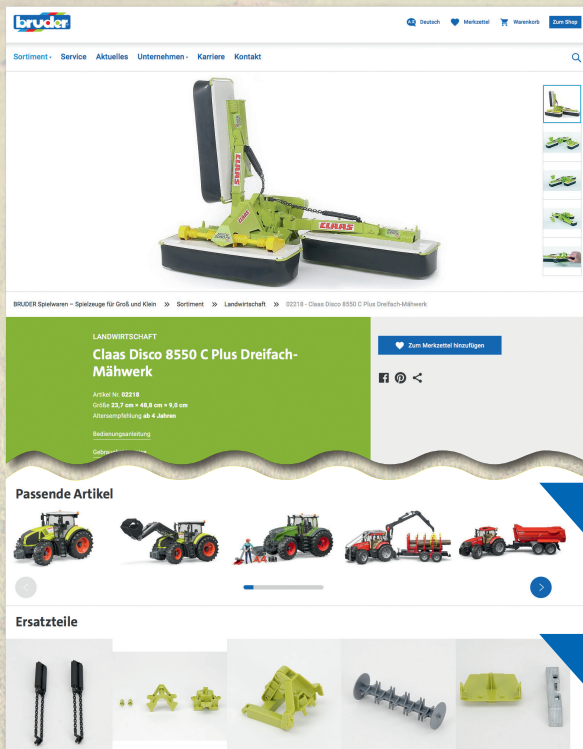 bruder
Deutsch
Merkzettel
Warenkorb
Zum Shop
Sortiment
Service
Aktuelles
Unternehmen
Karriere
Kontakt
CLAAS
CLAAS
CLAAS
BRUDER Spielwaren – Spielzeuge für Groß und Klein » Sortiment » Landwirtschaft » 02218 - Claas Disco 8550 C Plus Dreifach-Mähwerk
LANDWIRTSCHAFT
Claas Disco 8550 C Plus Dreifach-
Mähwerk
Zum Merkzettel hinzufügen
Artikel Nr. 02218
Größe 23,7 cm × 48,8 cm × 9,0 cm
Altersempfehlung ab 4 Jahren
Bedienungsanleitung
Passende Artikel
Ersatzteile